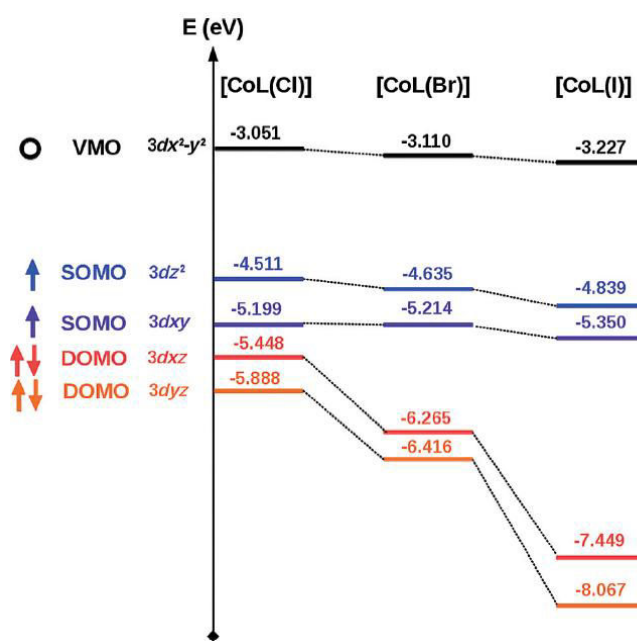 E (eV)
[CoL(Cl)] [CoL(Br)] [CoL(I)]
VMO 3dx²-y² -3.051 -3.110 -3.227
SOMO 3dz² -4.511 -4.635 -4.839
SOMO 3dxy -5.199 -5.214 -5.350
DOMO 3dxz -5.448 -6.265 -7.449
DOMO 3dyz -5.888 -6.416 -8.067